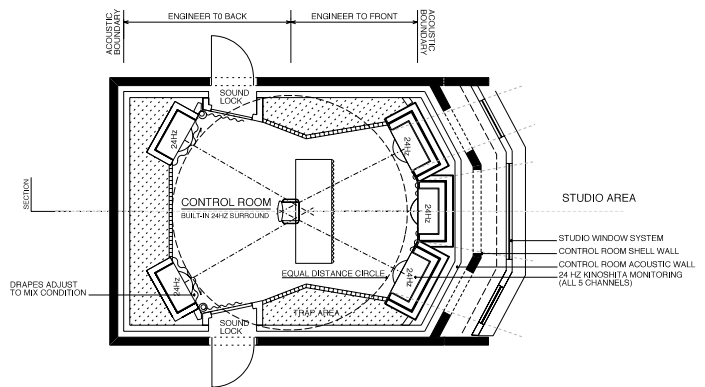 ENGINEER T0 BACK
ENGINEER TO FRONT
ACOUSTIC
BOUNDARY
ACOUSTIC
BOUNDARY
SOUND
LOCK
24Hz
24Hz
SECTION
CONTROL ROOM
BUILT-IN 24HZ SURROUND
24Hz
STUDIO AREA
STUDIO WINDOW SYSTEM
CONTROL ROOM SHELL WALL
CONTROL ROOM ACOUSTIC WALL
24 HZ KINOSHITA MONITORING
(ALL 5 CHANNELS)
EQUAL DISTANCE CIRCLE
24Hz
24Hz
DRAPES ADJUST
TO MIX CONDITION
TRAP AREA
SOUND
LOCK